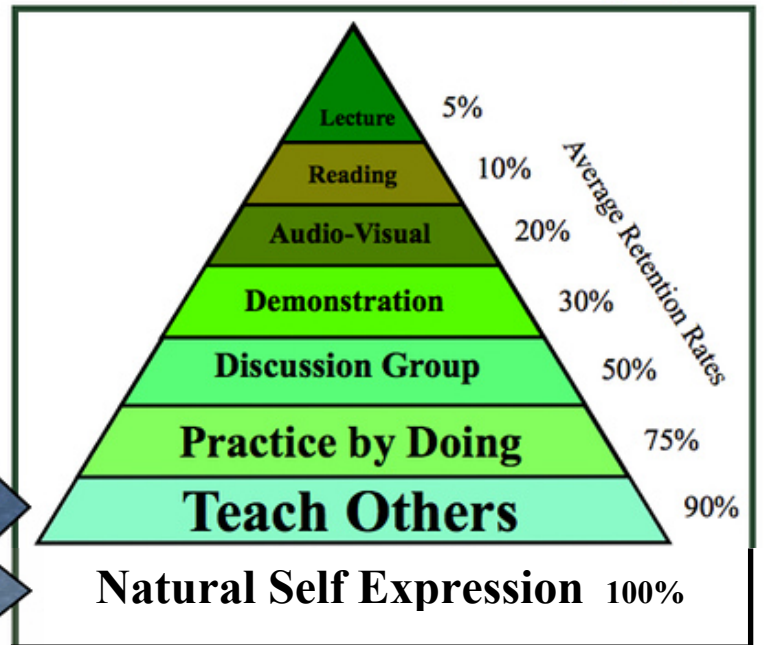 Lecture 5%
Reading 10%
Audio-Visual 20%
Demonstration 30%
Discussion Group 50%
Practice by Doing 75%
Teach Others 90%
Natural Self Expression 100%
Average Retention Rates